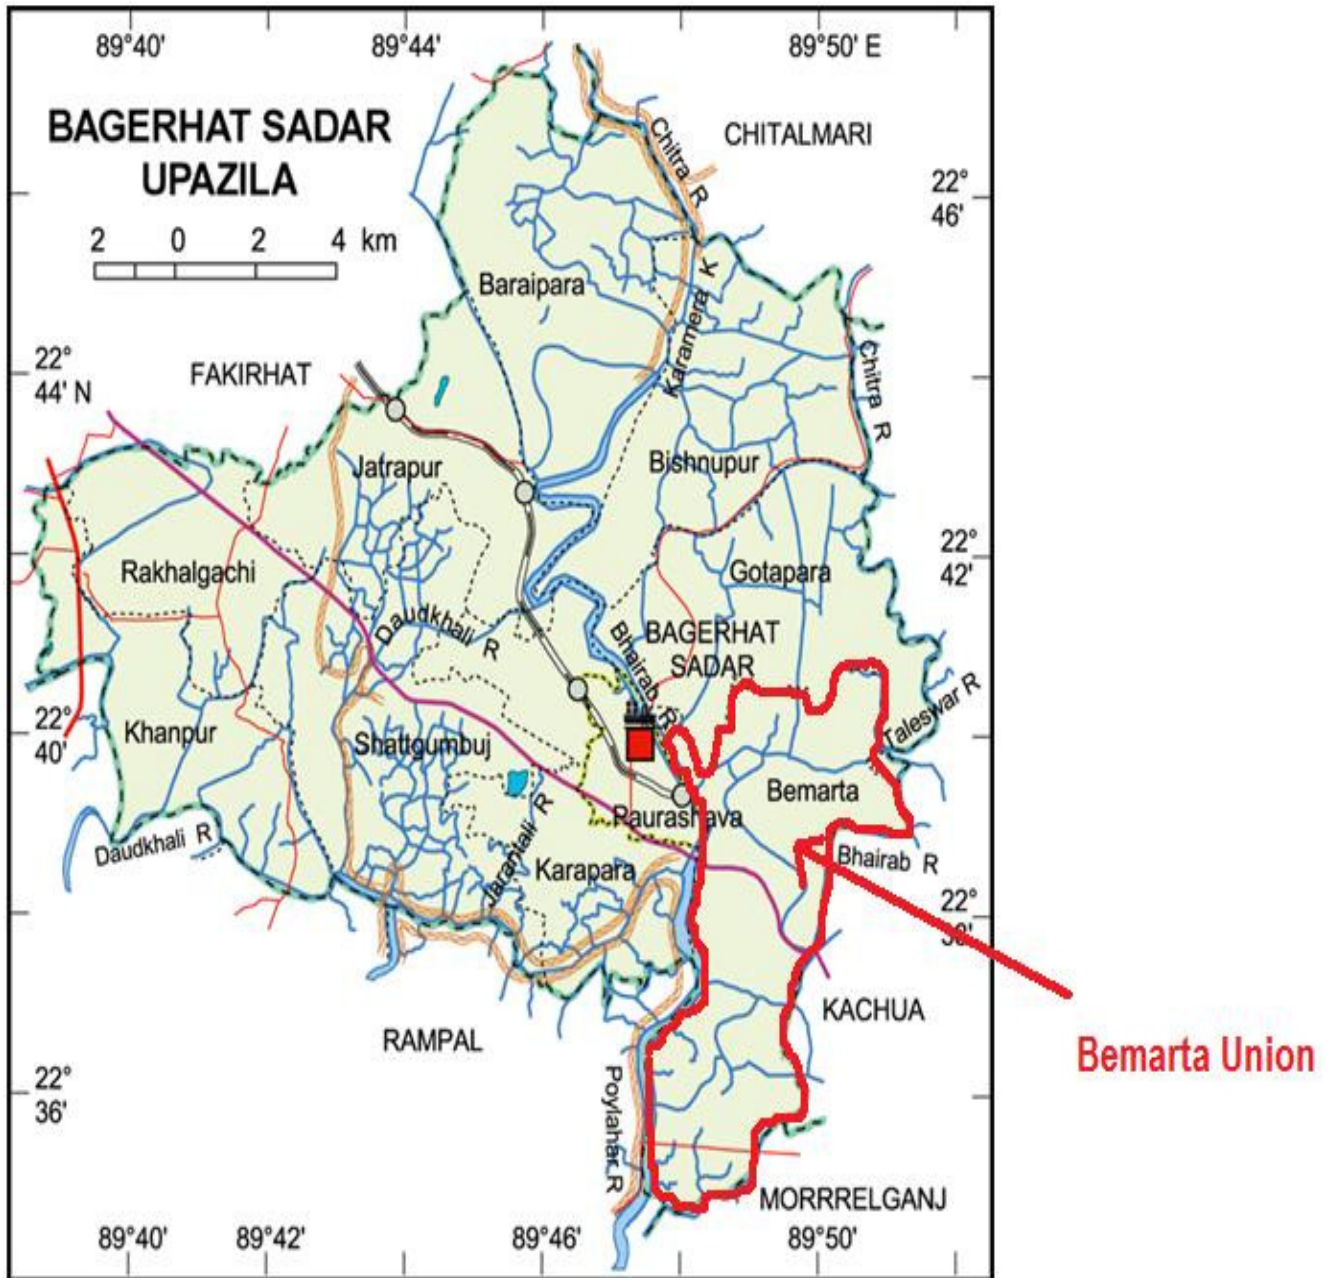 89°40'
89°44'
89°50' E
BAGERHAT SADAR
UPAZILA
2 0 2 4 km
CHITALMARI
Chitra R
22°
46'
Baraipara
Karamera K
22°
44' N
FAKIRHAT
Chitra R
Jatrapur
Bishnupur
Rakhalgachi
Gotapara
22°
42'
Daudkhali R
BAGERHAT
SADAR
Bhairab R
Taleswar R
22°
40'
Khanpur
Shattgumbuj
Bemarta
Paurashava
Daudkhali R
Jarantali R
Karapara
Bhairab R
22°
38'
KACHUA
RAMPAL
Bemarta Union
22°
36'
Poylahar R
MORRRELGANJ
89°40'
89°42'
89°46'
89°50'